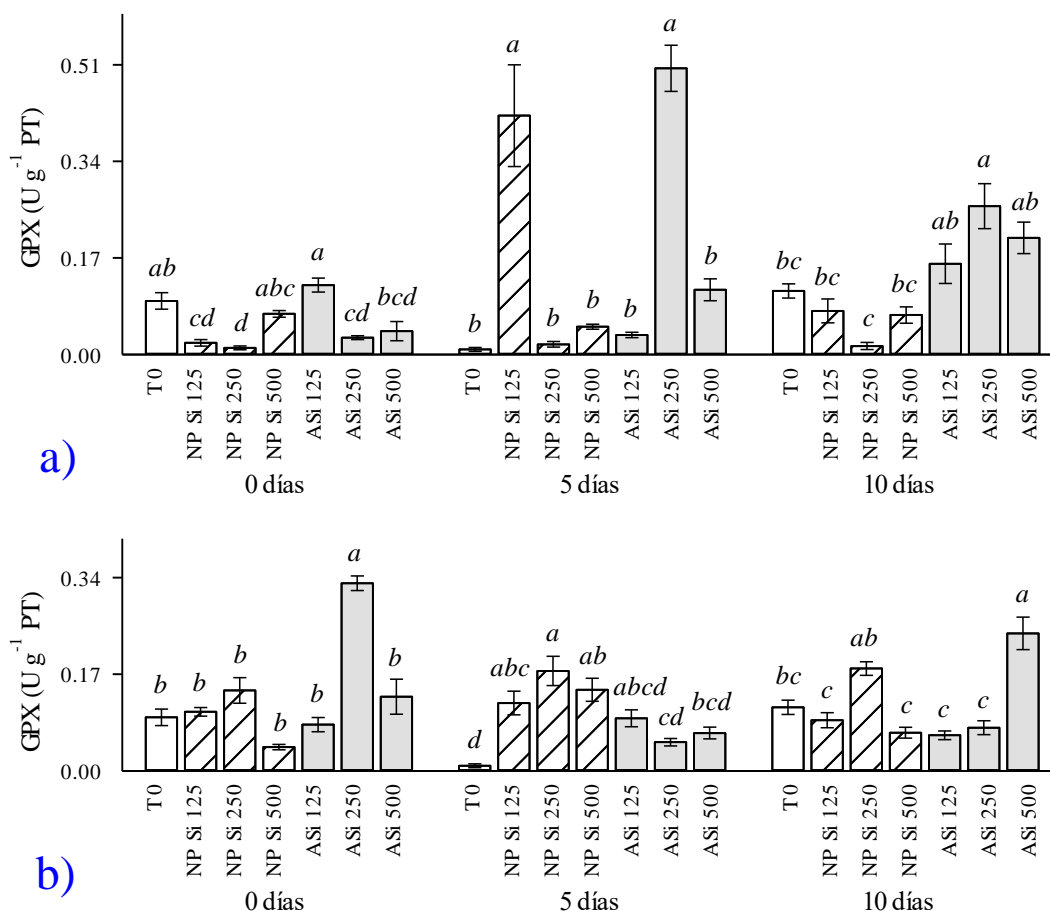 a
a
0.51
a
0.34
ab
ab
a
0.17
ab
abc
bc
bc
bc
b
b
b
bcd
cd
cd
c
d
b
0.00
GPX (U g⁻¹ PT)
T0
NP Si 125
NP Si 250
NP Si 500
ASi 125
ASi 250
ASi 500
T0
NP Si 125
NP Si 250
NP Si 500
ASi 125
ASi 250
ASi 500
T0
NP Si 125
NP Si 250
NP Si 500
ASi 125
ASi 250
ASi 500
a)
0 días
5 días
10 días
a
0.34
a
a
ab
ab
0.17
b
b
abc
b
b
b
abcd
bc
c
b
cd
bcd
c
c
c
d
0.00
GPX (U g⁻¹ PT)
T0
NP Si 125
NP Si 250
NP Si 500
ASi 125
ASi 250
ASi 500
T0
NP Si 125
NP Si 250
NP Si 500
ASi 125
ASi 250
ASi 500
T0
NP Si 125
NP Si 250
NP Si 500
ASi 125
ASi 250
ASi 500
b)
0 días
5 días
10 días